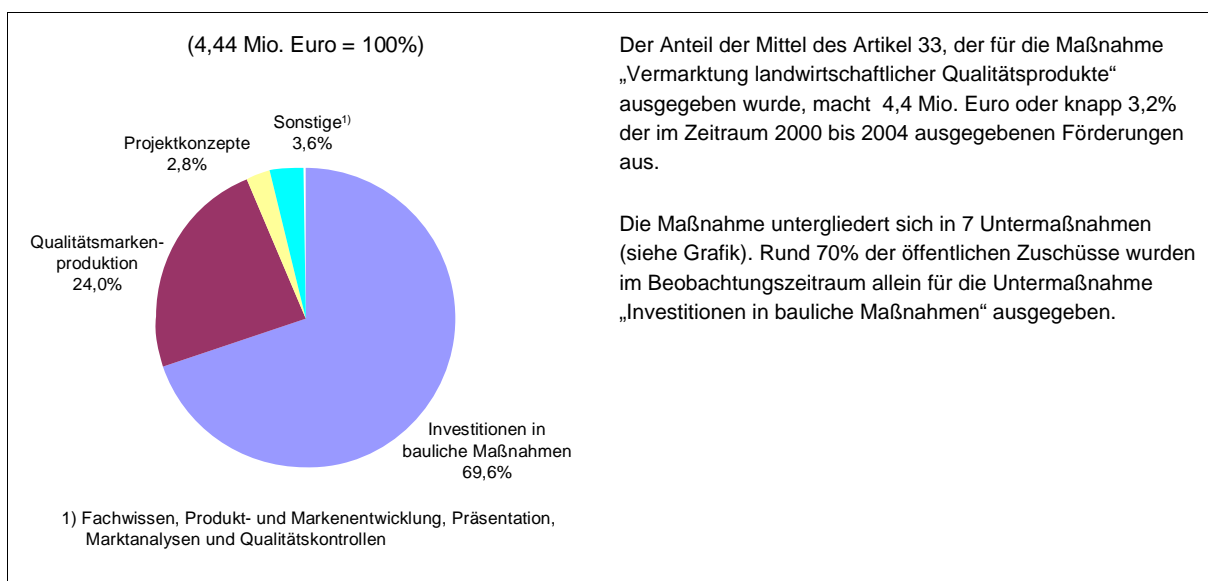 (4,44 Mio. Euro = 100%)
Sonstige1)
3,6%
Projektkonzepte
2,8%
Qualitätsmarken-
produktion
24,0%
Investitionen in
bauliche Maßnahmen
69,6%
1) Fachwissen, Produkt- und Markenentwicklung, Präsentation,
Marktanalysen und Qualitätskontrollen
Der Anteil der Mittel des Artikel 33, der für die Maßnahme
„Vermarktung landwirtschaftlicher Qualitätsprodukte“
ausgegeben wurde, macht 4,4 Mio. Euro oder knapp 3,2%
der im Zeitraum 2000 bis 2004 ausgegebenen Förderungen
aus.
Die Maßnahme untergliedert sich in 7 Untermaßnahmen
(siehe Grafik). Rund 70% der öffentlichen Zuschüsse wurden
im Beobachtungszeitraum allein für die Untermaßnahme
„Investitionen in bauliche Maßnahmen“ ausgegeben.